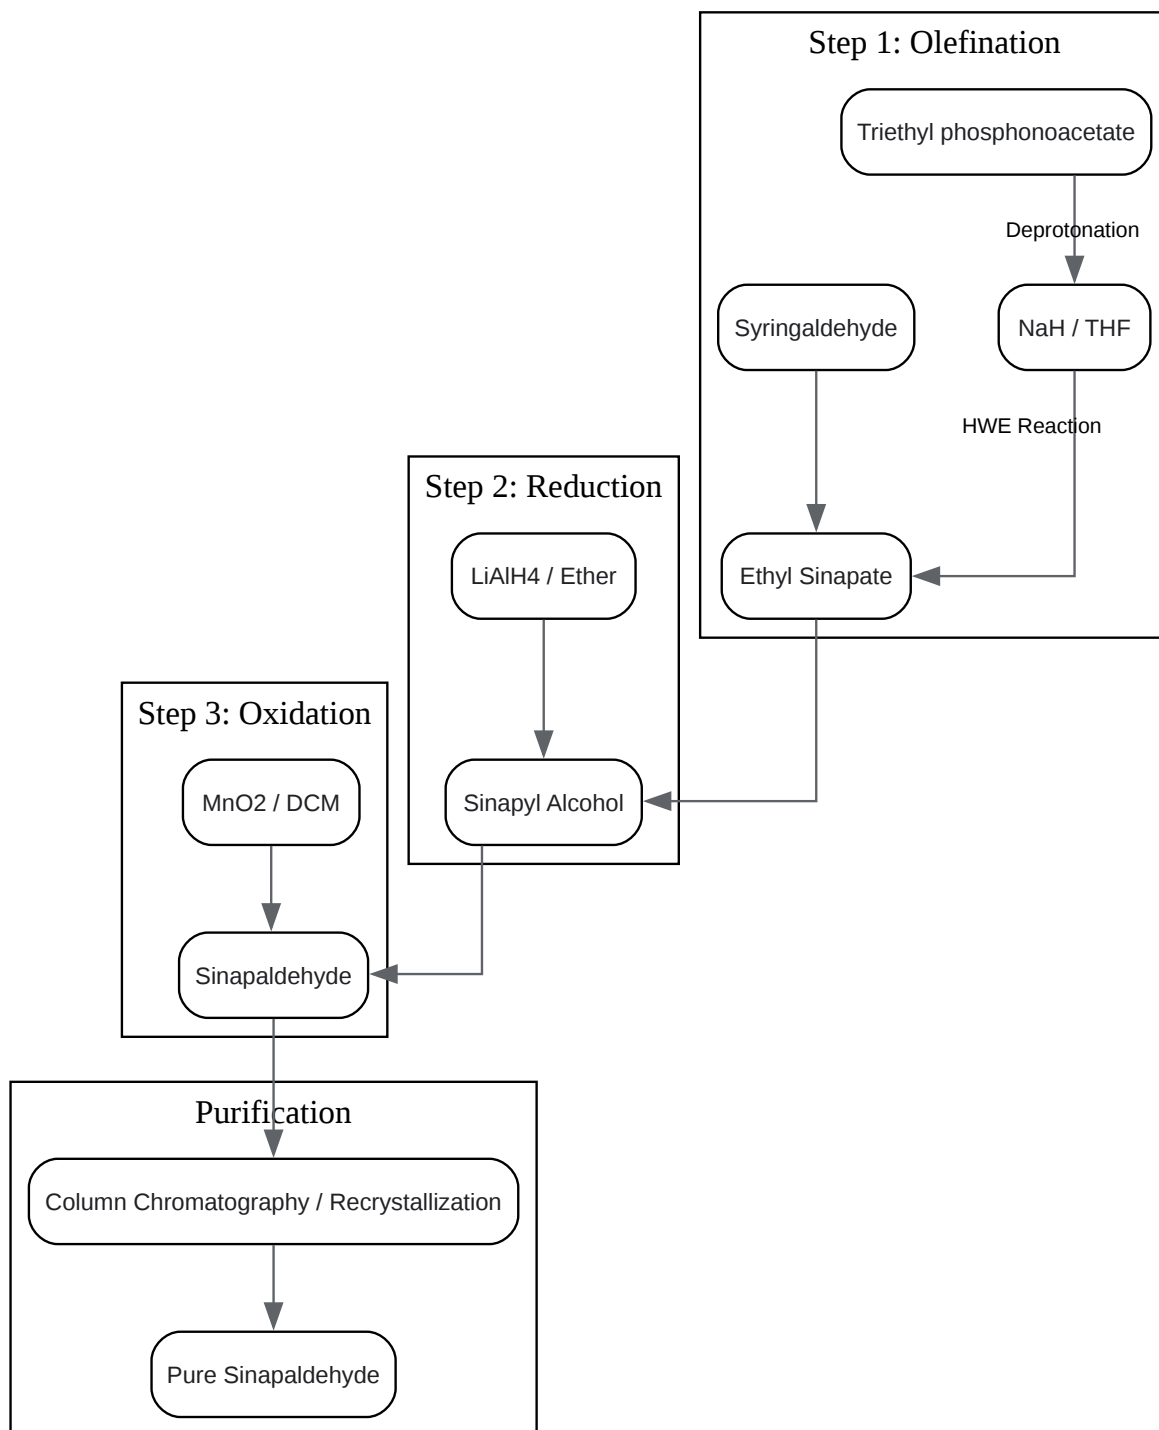 Step 1: Olefination
Triethyl phosphonoacetate
Deprotonation
Syringaldehyde
NaH / THF
HWE Reaction
Ethyl Sinapate
Step 2: Reduction
LiAlH4 / Ether
Sinapyl Alcohol
Step 3: Oxidation
MnO2 / DCM
Sinapaldehyde
Purification
Column Chromatography / Recrystallization
Pure Sinapaldehyde